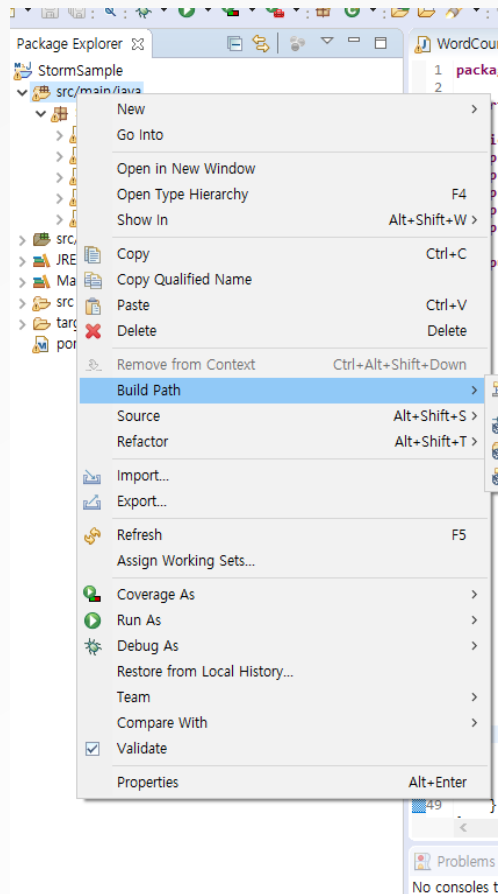 Package Explorer
WordCou
StormSample
src/main/java
1 packa
2
New
Go Into
Open in New Window
Open Type Hierarchy F4
Show In Alt+Shift+W >
src/
Copy Ctrl+C
JRE
Copy Qualified Name
Ma
Paste Ctrl+V
src
Delete Delete
targ
Remove from Context Ctrl+Alt+Shift+Down
Build Path >
Source Alt+Shift+S >
Refactor Alt+Shift+T >
Import...
Export...
Refresh F5
Assign Working Sets...
Coverage As >
Run As >
Debug As >
Restore from Local History...
Team >
Compare With >
Validate
Properties Alt+Enter
49 }
Problems
No consoles t